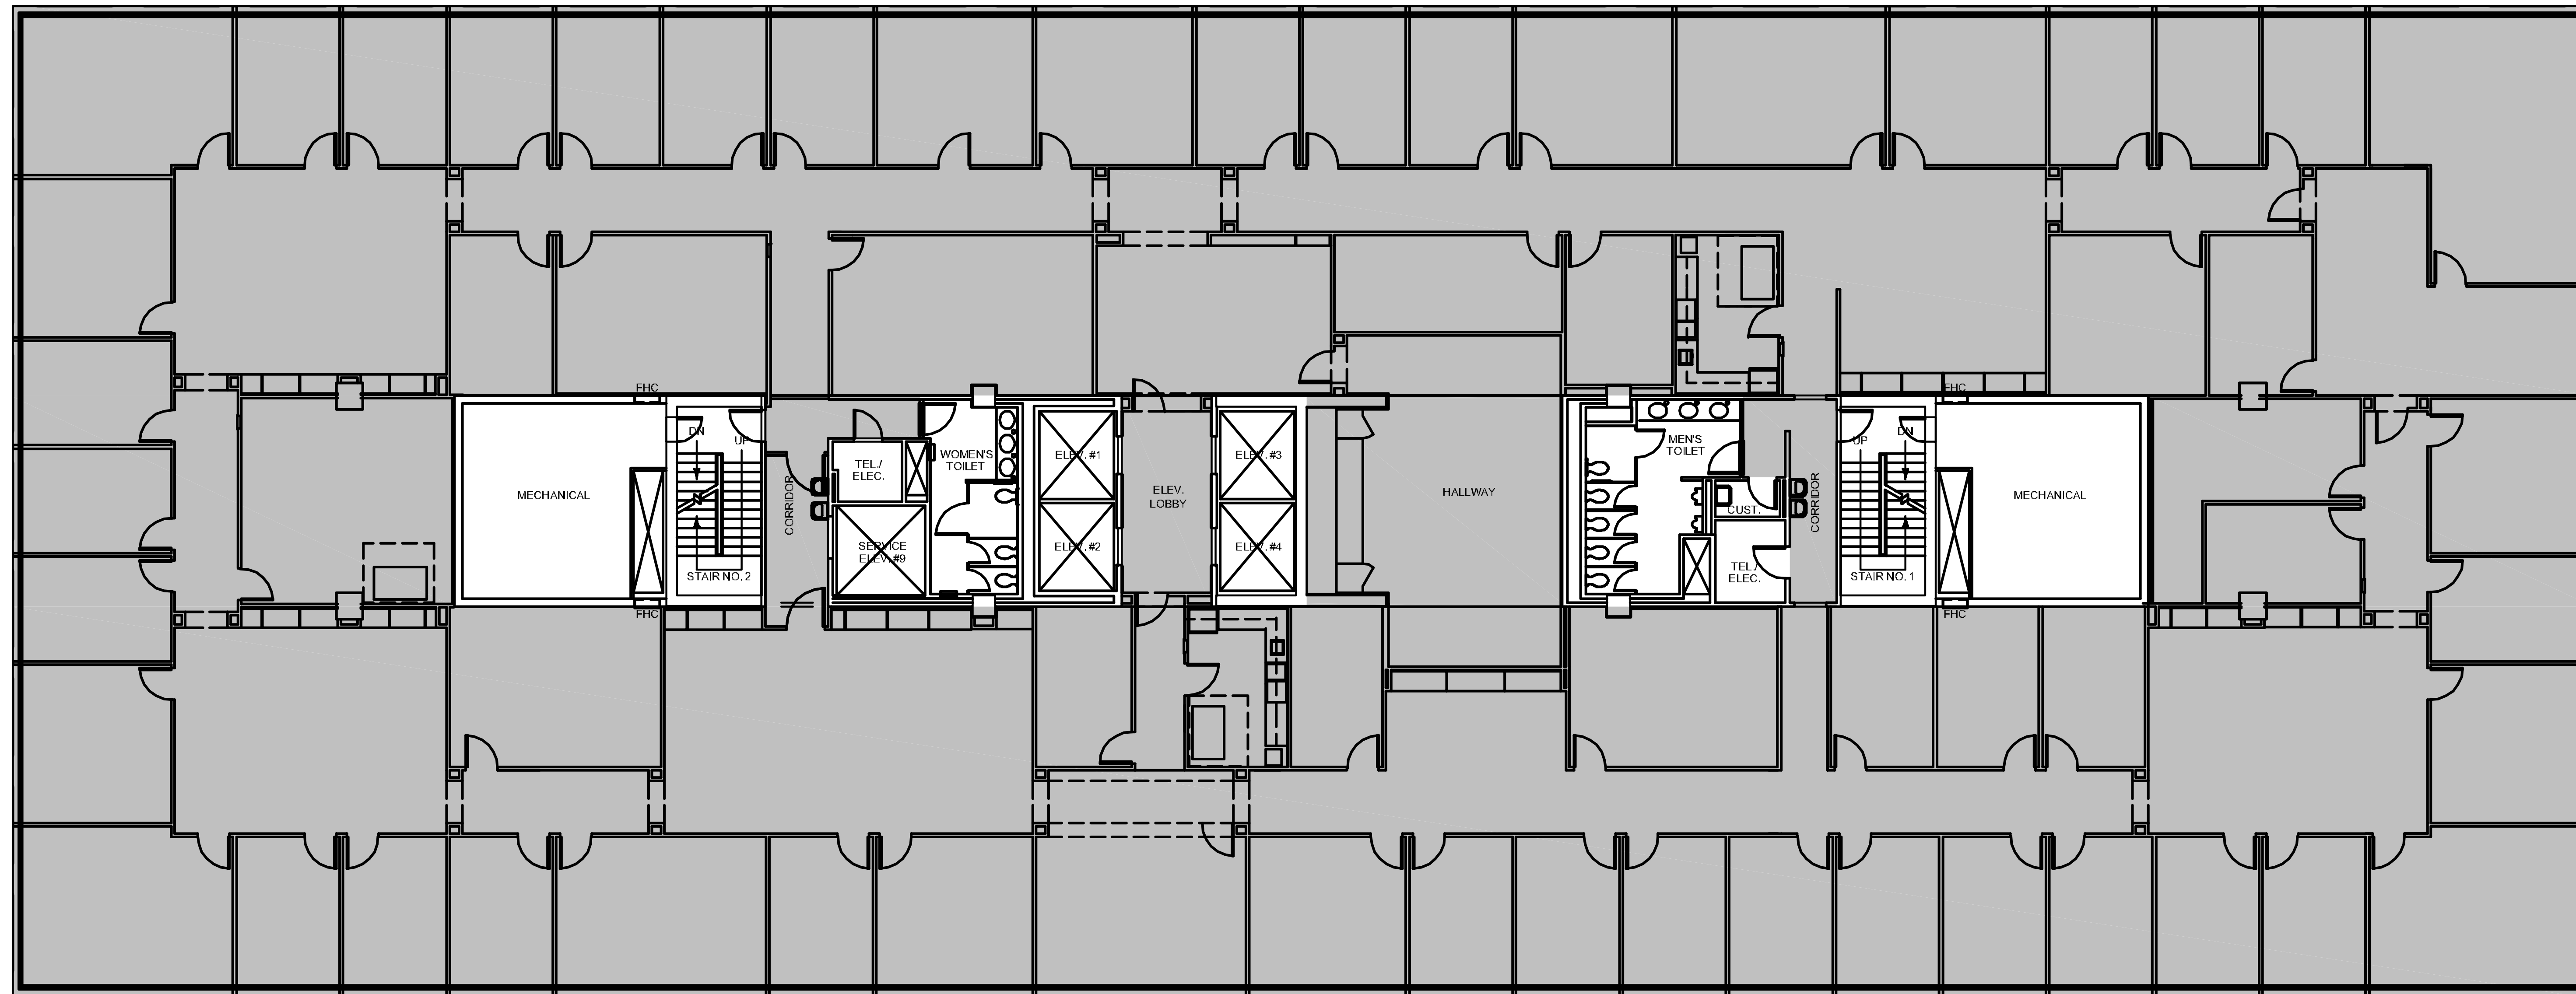 FHC
FHC
DN
UP
MECHANICAL
STAIR NO. 2
CORRIDOR
TEL./
ELEC.
SERVICE
ELEV.#9
WOMEN'S
TOILET
ELEV. #1
ELEV. #2
ELEV.
LOBBY
ELEV. #3
ELEV. #4
HALLWAY
MEN'S
TOILET
CUST.
TEL./
ELEC.
CORRIDOR
UP
DN
STAIR NO. 1
MECHANICAL
FHC
FHC